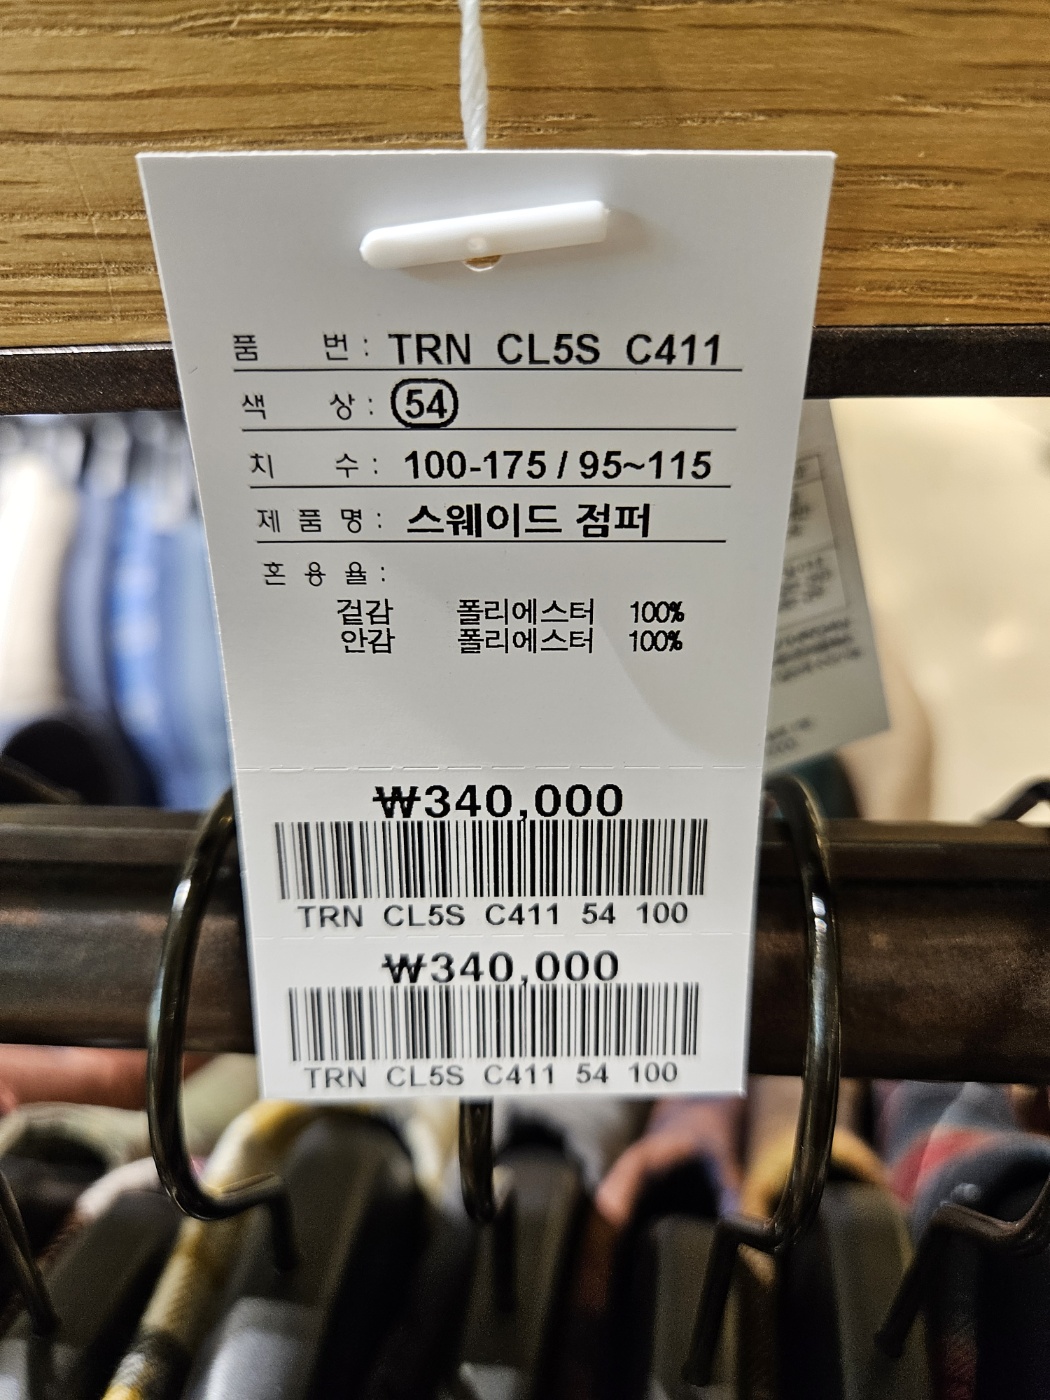 품 번 : TRN CL5S C411
색 상 : 54
치 수 : 100-175 / 95~115
제 품 명 : 스웨이드 점퍼
혼 용 율 :
겉감 폴리에스터 100%
안감 폴리에스터 100%
₩340,000
TRN CL5S C411 54 100
₩340,000
TRN CL5S C411 54 100